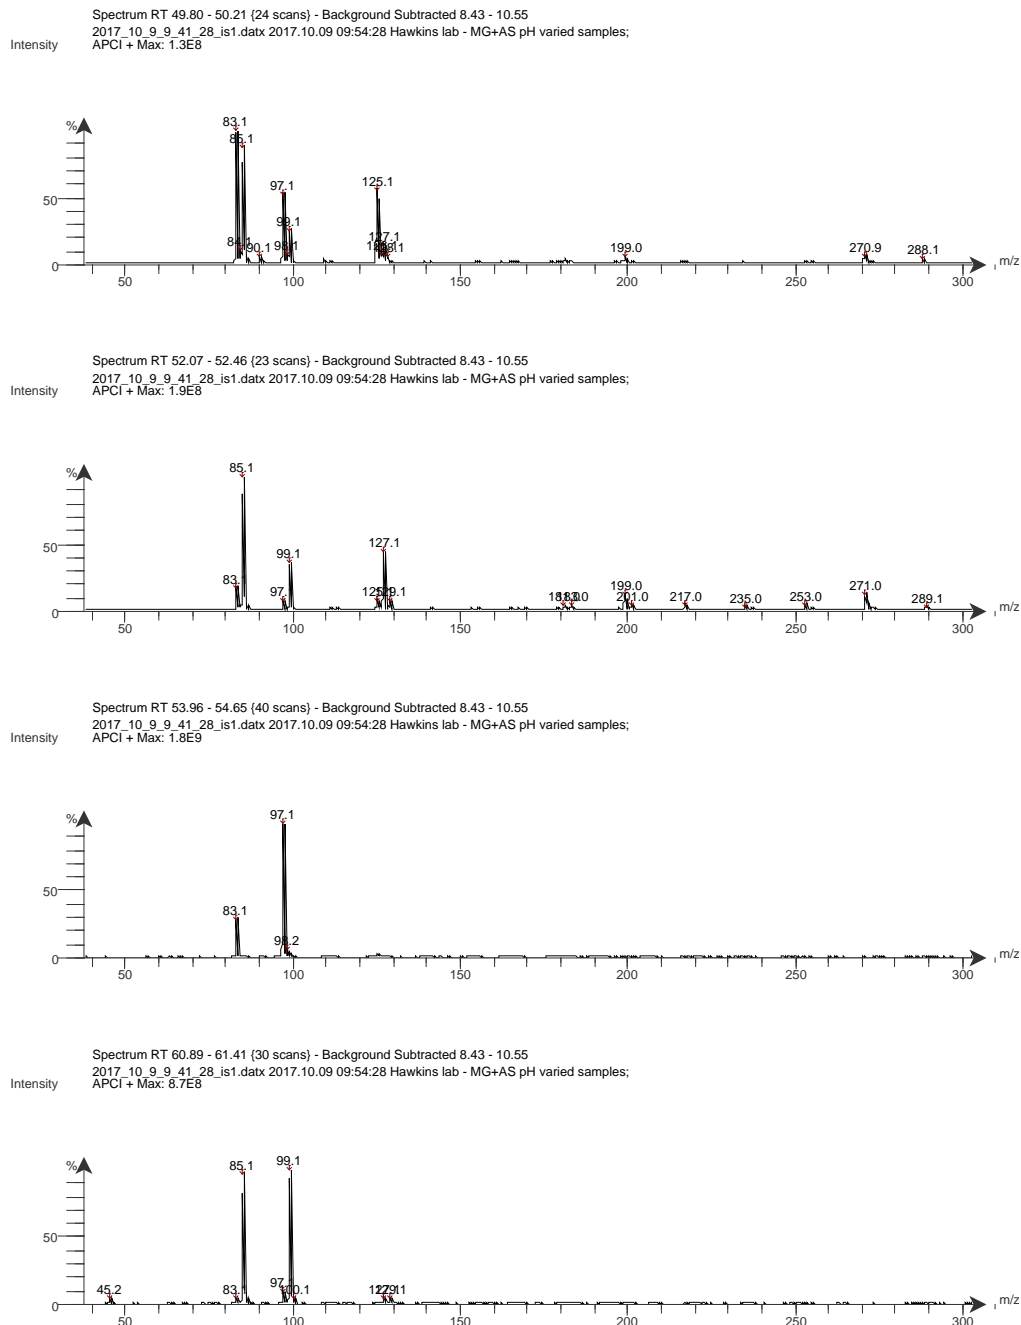 Spectrum RT 49.80 - 50.21 {24 scans} - Background Subtracted 8.43 - 10.55
2017_10_9_9_41_28_is1.datx 2017.10.09 09:54:28 Hawkins lab - MG+AS pH varied samples;
Intensity APCI + Max: 1.3E8
%
83.1
85.1
125.1
97.1
50
99.1
127.1
90.1
199.0
270.9
288.1
0
m/z
50 100 150 200 250 300
Spectrum RT 52.07 - 52.46 {23 scans} - Background Subtracted 8.43 - 10.55
2017_10_9_9_41_28_is1.datx 2017.10.09 09:54:28 Hawkins lab - MG+AS pH varied samples;
Intensity APCI + Max: 1.9E8
%
85.1
50
127.1
99.1
199.0
201.0
217.0
235.0
253.0
271.0
289.1
0
m/z
50 100 150 200 250 300
Spectrum RT 53.96 - 54.65 {40 scans} - Background Subtracted 8.43 - 10.55
2017_10_9_9_41_28_is1.datx 2017.10.09 09:54:28 Hawkins lab - MG+AS pH varied samples;
Intensity APCI + Max: 1.8E9
%
97.1
50
83.1
98.2
0
m/z
50 100 150 200 250 300
Spectrum RT 60.89 - 61.41 {30 scans} - Background Subtracted 8.43 - 10.55
2017_10_9_9_41_28_is1.datx 2017.10.09 09:54:28 Hawkins lab - MG+AS pH varied samples;
Intensity APCI + Max: 8.7E8
%
85.1
99.1
50
45.2
83.1
0
m/z
50 100 150 200 250 300